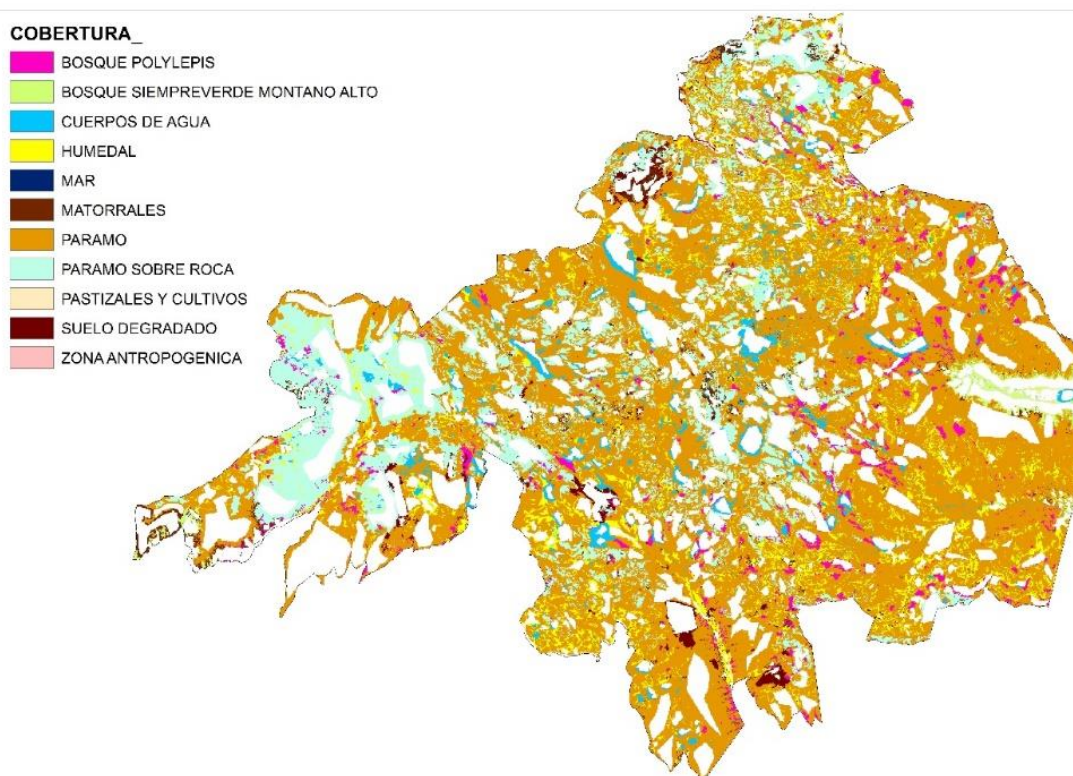 COBERTURA_
BOSQUE POLYLEPIS
BOSQUE SIEMPREVERDE MONTANO ALTO
CUERPOS DE AGUA
HUMEDAL
MAR
MATORRALES
PARAMO
PARAMO SOBRE ROCA
PASTIZALES Y CULTIVOS
SUELO DEGRADADO
ZONA ANTROPOGENICA